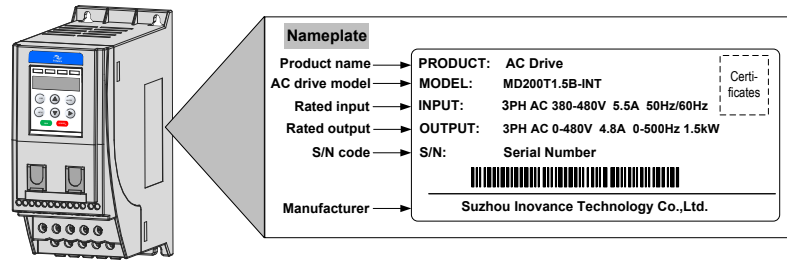 Nameplate
Product name PRODUCT: AC Drive
AC drive model MODEL: MD200T1.5B-INT
Rated input INPUT: 3PH AC 380-480V 5.5A 50Hz/60Hz
Rated output OUTPUT: 3PH AC 0-480V 4.8A 0-500Hz 1.5kW
S/N code S/N: Serial Number
Certi-
ficates
Manufacturer Suzhou Inovance Technology Co.,Ltd.